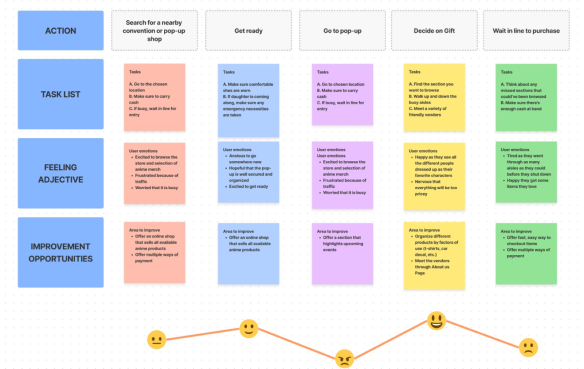 ACTION
Search for a nearby
convention or pop-up
shop
Get ready
Go to pop-up
Decide on Gift
Wait in line to purchase
TASK LIST
Tasks
A. Go to the chosen
location
B. Make sure to carry
cash
C. If busy, wait in line for
entry
Tasks
A. Make sure comfortable
shoes are worn
B. If daughter is coming
along, make sure any
emergency necessities
are taken
Tasks
A. Go to chosen location
B. Make sure to carry
cash
C. If busy, wait in line for
entry
Tasks
A. Find the section you
want to browse
B. Walk up and down
the busy aisles
C. Meet a variety of
friendly vendors
Tasks
A. Think about any
missed sections that
could've been browsed
B. Make sure there's
enough cash at hand
FEELING
ADJECTIVE
User emotions
• Excited to browse the
store and selection of
anime merch
• Frustrated because of
traffic
• Worried that it is busy
User emotions
• Anxious to go
somewhere new
• Hopeful that the pop-
up is well secured and
organized
• Excited to get ready
User emotions
User emotions
• Excited to browse the
store and selection of
anime merch
• Frustrated because of
traffic
• Worried that it is busy
User emotions
• Happy as they see all
the different people
dressed up as their
favorite characters
• Nervous that
everything will be too
pricey
User emotions
• Tired as they went
through as many
aisles as they could
before they shut down
• Happy they got some
items they love
IMPROVEMENT
OPPORTUNITIES
Area to improve
• Offer an online shop
that sells all available
anime products
• Offer multiple ways of
payment
Area to improve
• Offer an online shop
that sells all available
anime products
Area to improve
• Offer a section that
highlights upcoming
events
Area to improve
• Organize different
products by factors of
use (t-shirts, car
decal, etc.)
• Meet the vendors
through About us
Page
Area to improve
• Offer fast, easy way to
checkout items
• Offer multiple ways of
payment